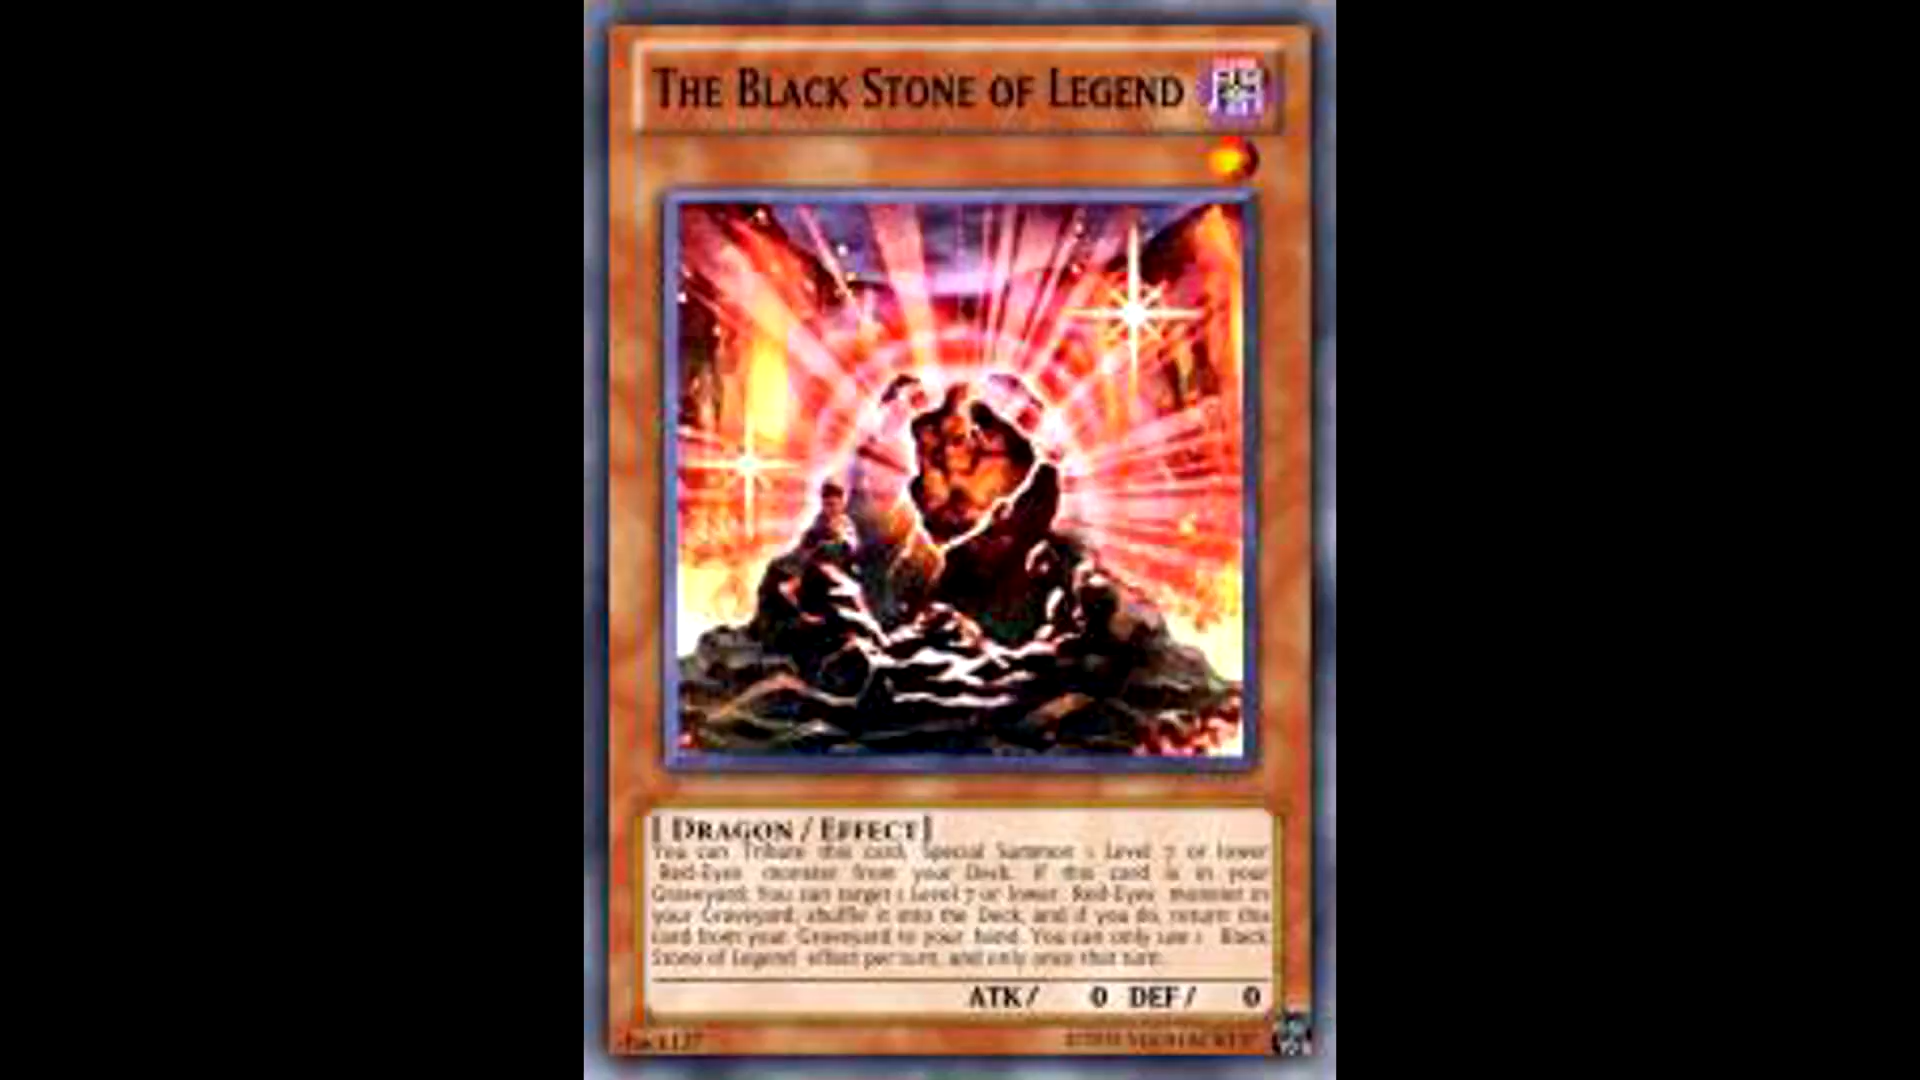 THE BLACK STONE OF LEGEND
[ DRAGON / EFFECT ]
You can Tribute this card, Special Summon 1 Level 7 or lower
Red-Eyes monster from your Deck. If this card is in your
Graveyard: You can target 1 Level 7 or lower Red-Eyes monster in
your Graveyard, shuffle it into the Deck, and if you do, return this
card from your Graveyard to your hand. You can only use 1 Black
Stone of Legend effect per turn, and only once that turn.
ATK / 0 DEF / 0